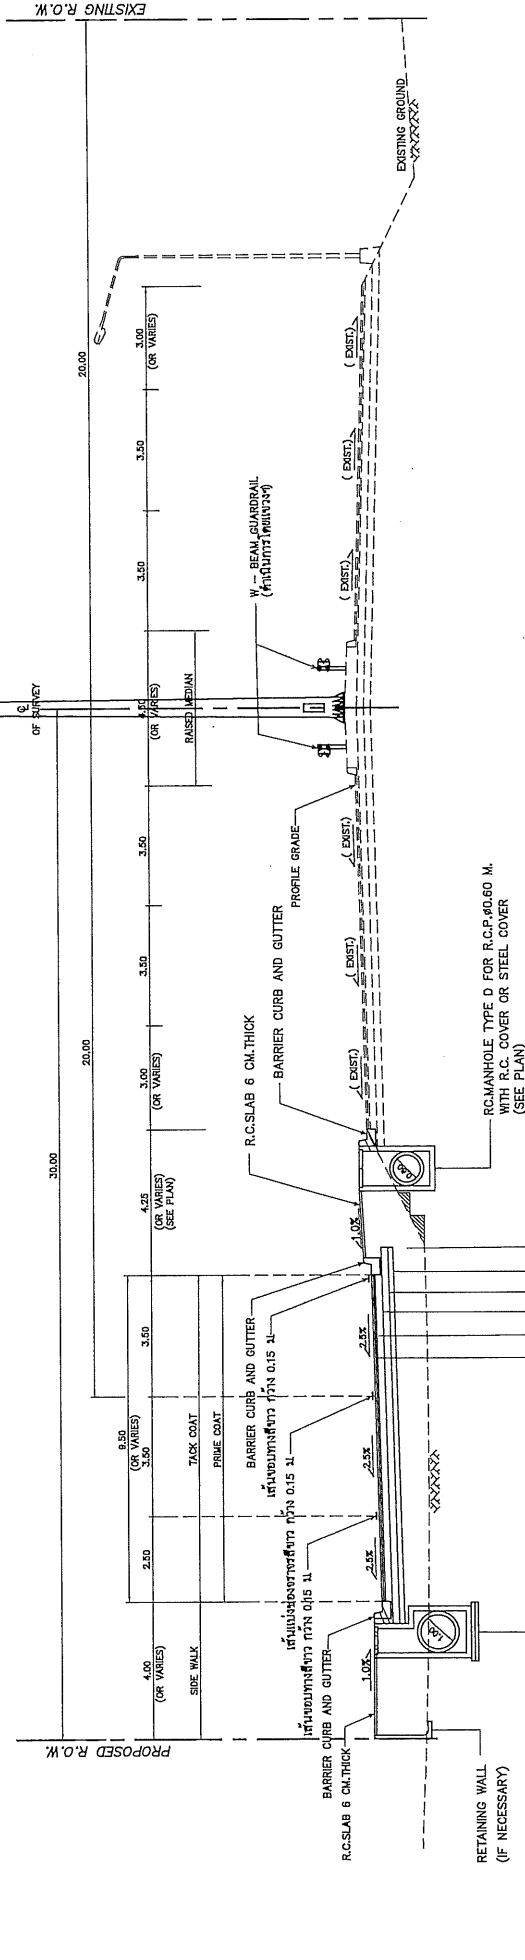 EXISTING R.O.W.
20.00
3.00
(OR VARIES)
3.50
3.50
4.50
(OR VARIES)
RAISED MEDIAN
℄
OF SURVEY
3.50
3.50
3.00
(OR VARIES)
20.00
30.00
4.25
(OR VARIES)
(SEE PLAN)
9.50
(OR VARIES)
3.50
3.50
2.50
TACK COAT
PRIME COAT
4.00
(OR VARIES)
SIDE WALK
PROPOSED R.O.W.
EXISTING GROUND
(EXIST.)
(EXIST.)
(EXIST.)
W - BEAM GUARDRAIL
(ดำเนินการโดยแขวงฯ)
PROFILE GRADE
(EXIST.)
(EXIST.)
(EXIST.)
R.C.SLAB 6 CM.THICK
BARRIER CURB AND GUTTER
1.0%
0.60
RC.MANHOLE TYPE D FOR R.C.P.Ø0.60 M.
WITH R.C. COVER OR STEEL COVER
(SEE PLAN)
BARRIER CURB AND GUTTER
เส้นขอบทางสีขาว กว้าง 0.15 ม.
เส้นแบ่งช่องจราจรสีขาว กว้าง 0.15 ม.
เส้นขอบทางสีขาว กว้าง 0.15 ม.
2.5%
2.5%
2.5%
BARRIER CURB AND GUTTER
R.C.SLAB 6 CM.THICK
1.0%
RETAINING WALL
(IF NECESSARY)